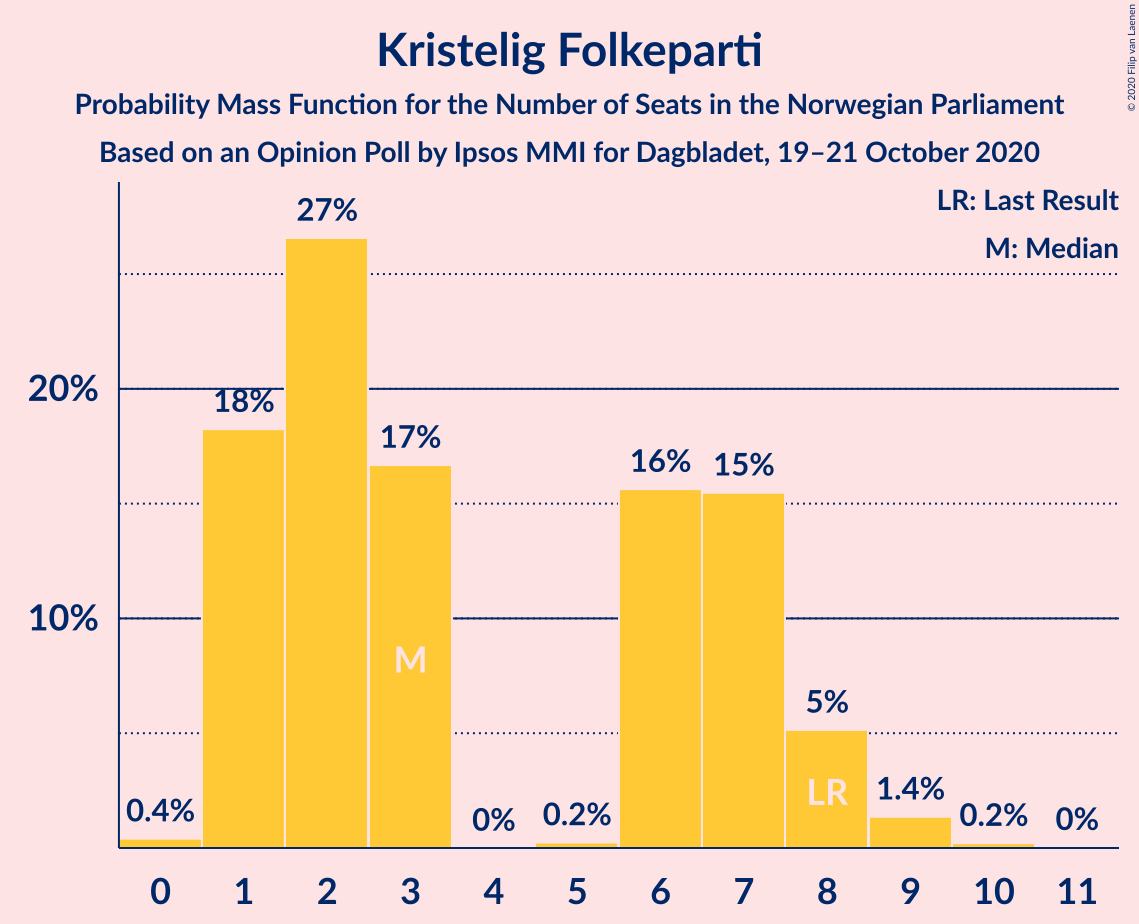 Kristelig Folkeparti
Probability Mass Function for the Number of Seats in the Norwegian Parliament
Based on an Opinion Poll by Ipsos MMI for Dagbladet, 19–21 October 2020
© 2020 Filip van Laenen
LR: Last Result
M: Median
27%
20%
18%
17%
16%
15%
10%
M
5%
LR
1.4%
0.4%
0%
0.2%
0.2%
0%
0 1 2 3 4 5 6 7 8 9 10 11